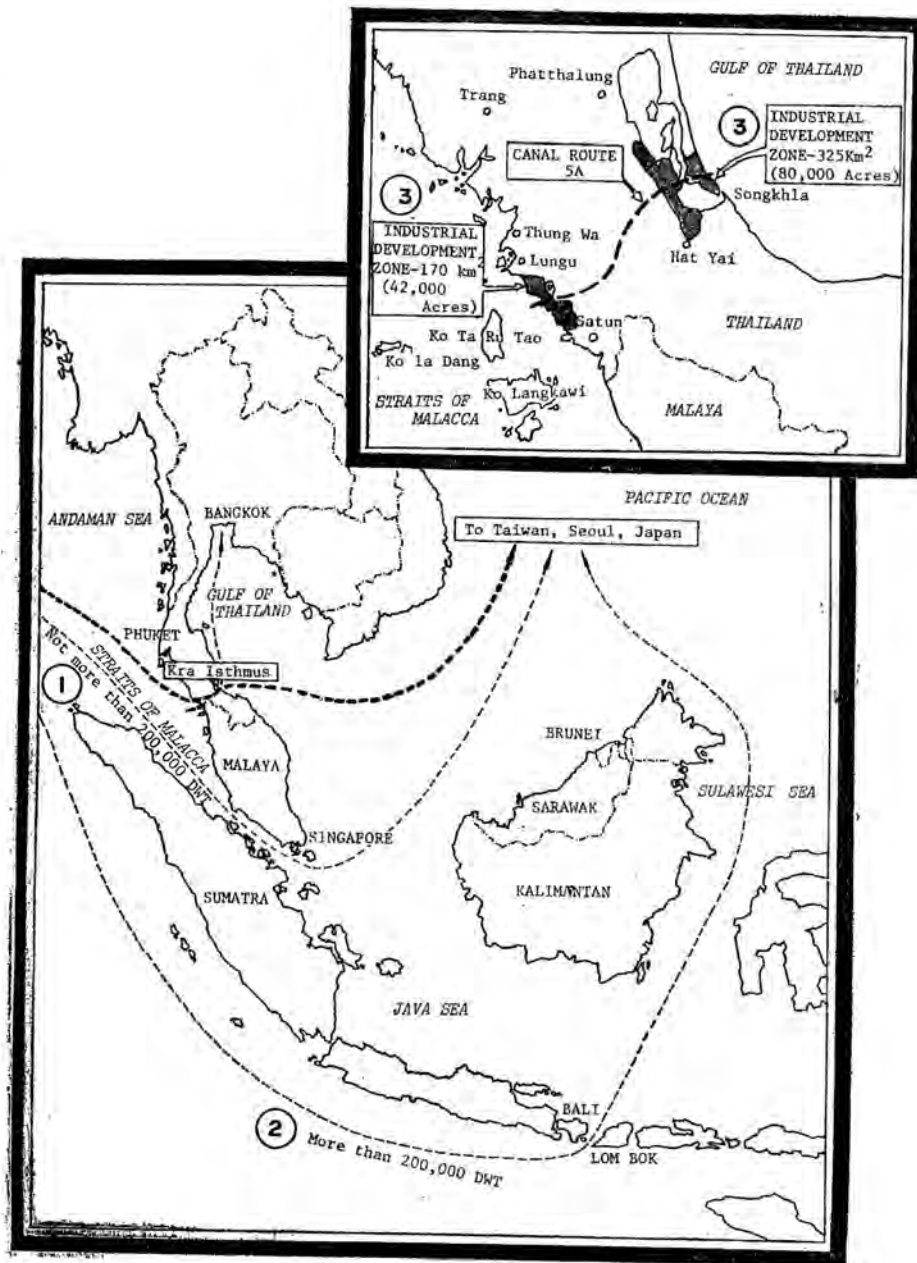 Phatthalung
GULF OF THAILAND
Trang
3
INDUSTRIAL
DEVELOPMENT
ZONE-325Km²
(80,000 Acres)
CANAL ROUTE
5A
Songkhla
3
INDUSTRIAL
DEVELOPMENT
ZONE-170 km²
(42,000
Acres)
Thung Wa
Lungu
Hat Yai
Satun
THAILAND
Ko Ta Ru Tao
Ko la Dang
Ko Langkawi
STRAITS OF
MALACCA
MALAYA
PACIFIC OCEAN
ANDAMAN SEA
BANGKOK
To Taiwan, Seoul, Japan
GULF OF
THAILAND
PHUKET
Kra Isthmus
1
STRAITS OF MALACCA
Not more than 200,000 DWT
MALAYA
BRUNEI
SULAWESI SEA
SARAWAK
SINGAPORE
KALIMANTAN
SUMATRA
JAVA SEA
BALI
2
More than 200,000 DWT
LOM BOK